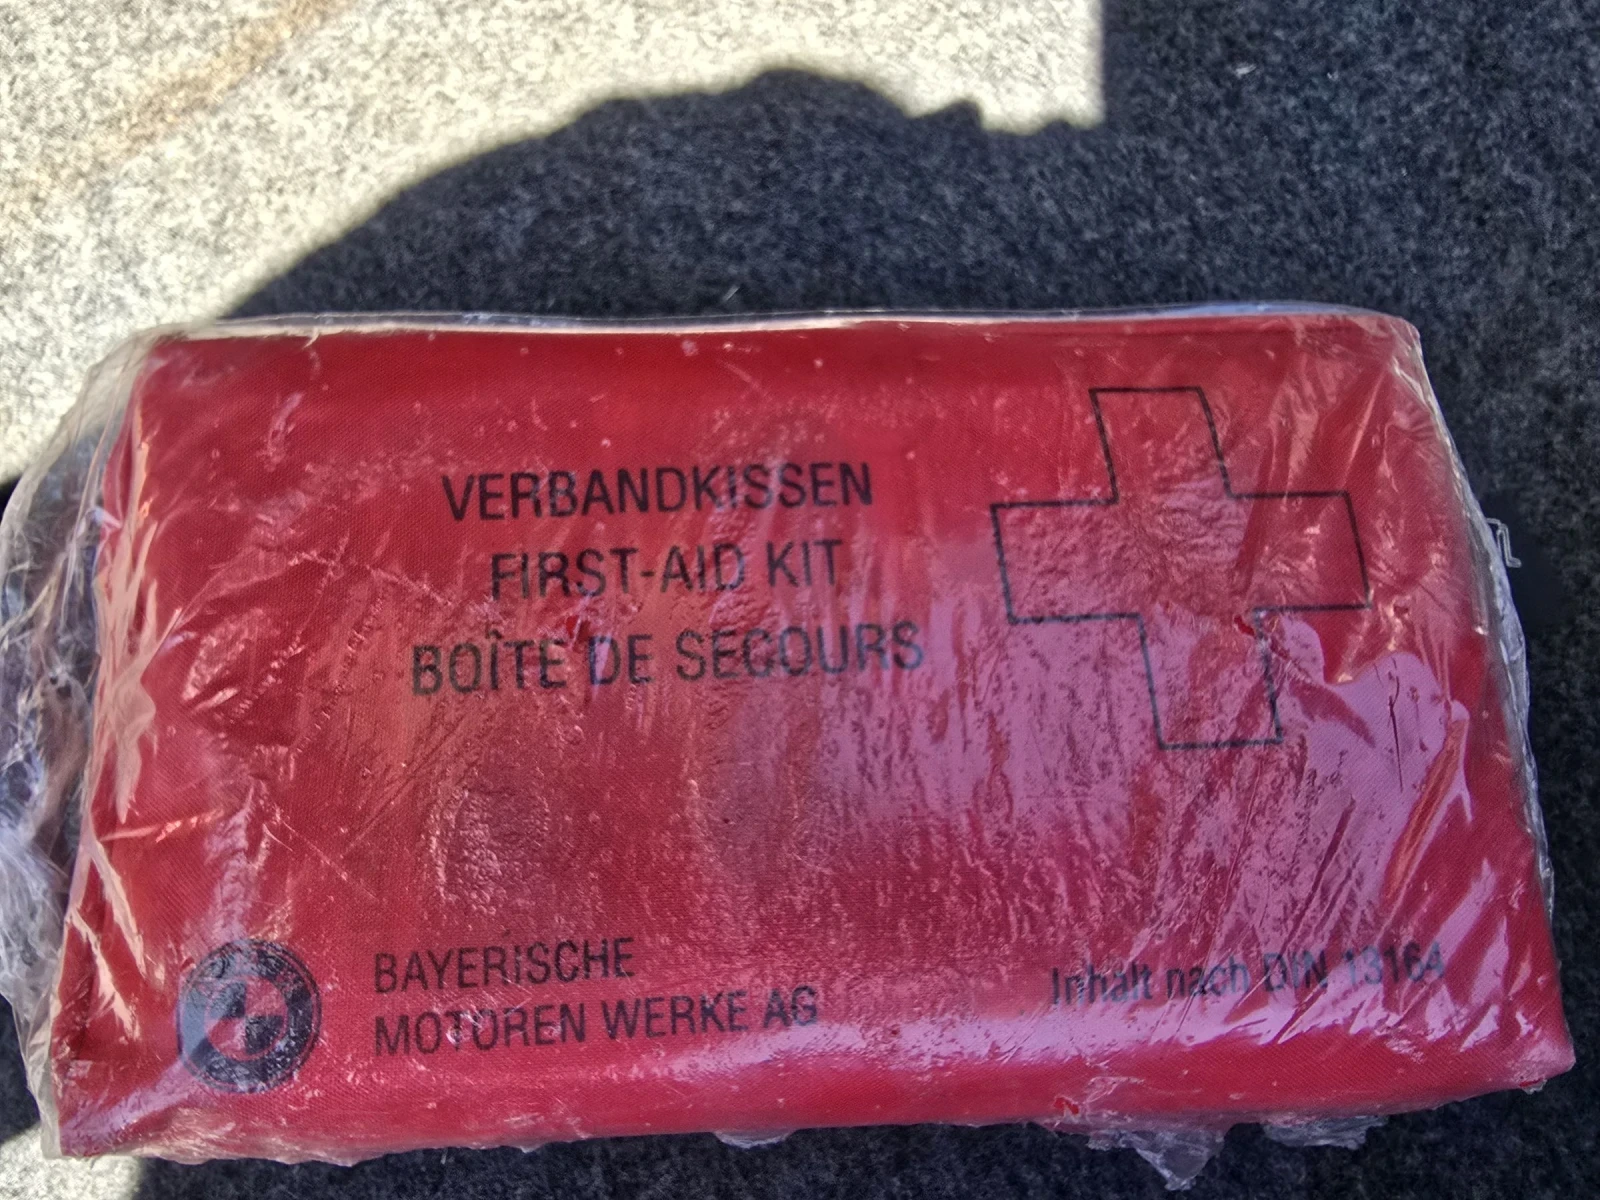 VERBANDKISSEN
FIRST-AID KIT
BOÎTE DE SECOURS
BAYERISCHE
MOTOREN WERKE AG
Inhalt nach DIN 13164